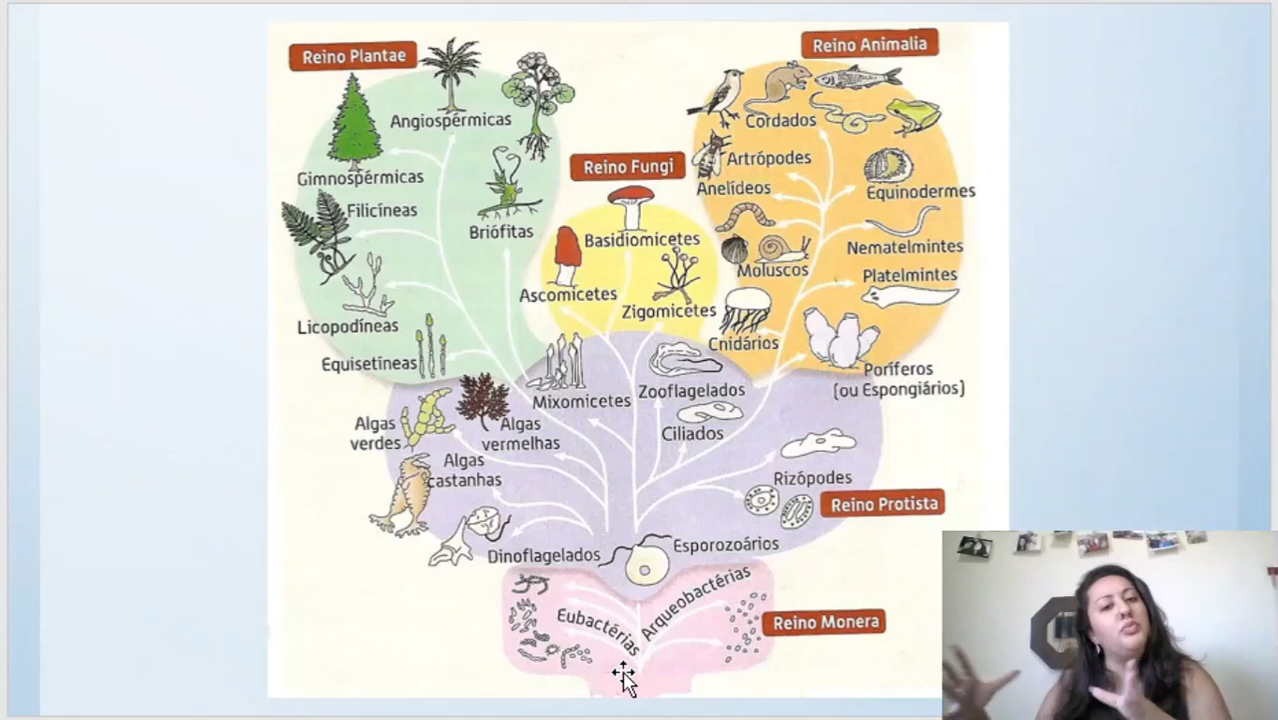 Reino Plantae
Angiospérmicas
Gimnospérmicas
Filicíneas
Briófitas
Licopodíneas
Equisetíneas
Reino Fungi
Basidiomicetes
Ascomicetes
Zigomicetes
Reino Animalia
Cordados
Artrópodes
Anelídeos
Equinodermes
Nematelmintes
Moluscos
Platelmintes
Cnidários
Poríferos
(ou Espongiários)
Mixomicetes
Zooflagelados
Ciliados
Algas
verdes
Algas
vermelhas
Algas
castanhas
Rizópodes
Reino Protista
Dinoflagelados
Esporozoários
Eubactérias
Arqueobactérias
Reino Monera